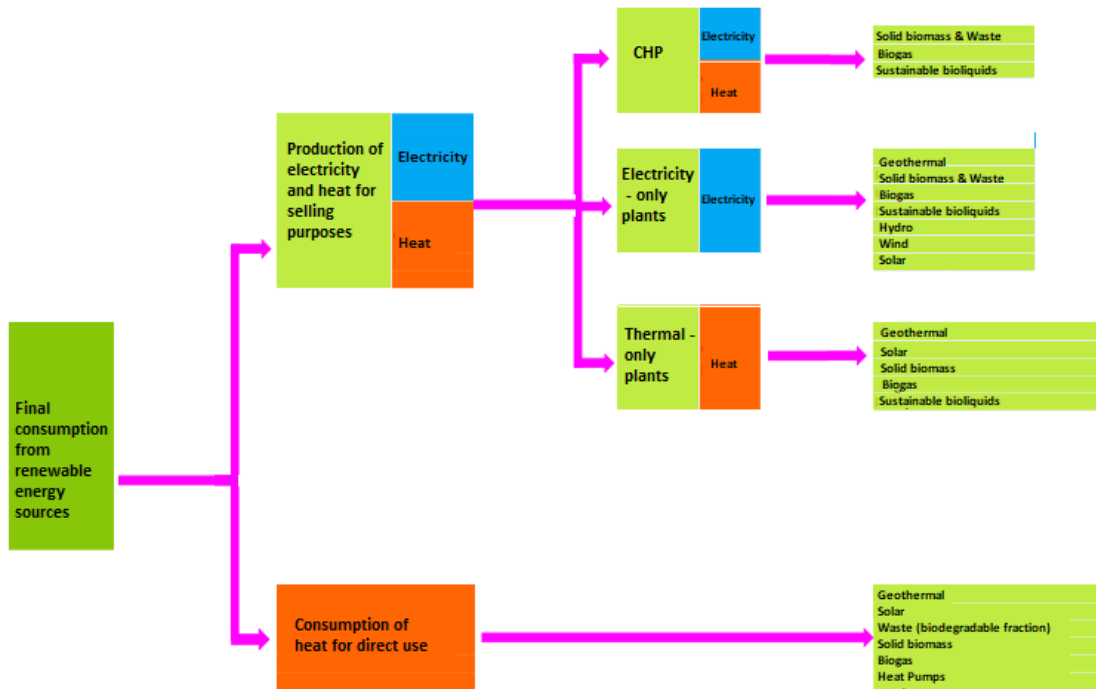 Final
consumption
from
renewable
energy
sources
Production of
electricity
and heat for
selling
purposes
Electricity
Heat
CHP
Electricity
Heat
Solid biomass & Waste
Biogas
Sustainable bioliquids
Electricity
- only
plants
Electricity
Geothermal
Solid biomass & Waste
Biogas
Sustainable bioliquids
Hydro
Wind
Solar
Thermal -
only
plants
Heat
Geothermal
Solar
Solid biomass
Biogas
Sustainable bioliquids
Consumption of
heat for direct use
Geothermal
Solar
Waste (biodegradable fraction)
Solid biomass
Biogas
Heat Pumps